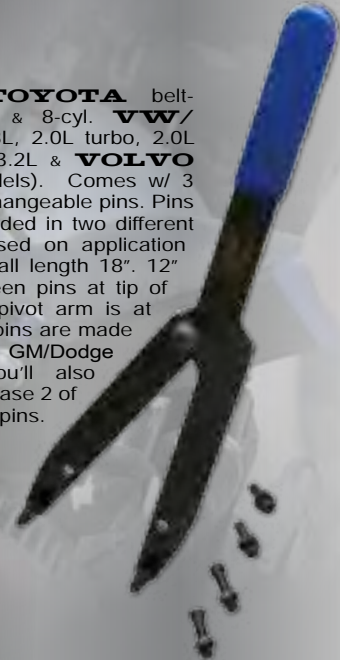 TOYOTA belt-
& 8-cyl. VW/
L, 2.0L turbo, 2.0L
3.2L & VOLVO
dels). Comes w/ 3
hangeable pins. Pins
ded in two different
sed on application
all length 18”. 12”
een pins at tip of
pivot arm is at
pins are made
GM/Dodge
ou’ll also
ase 2 of
pins.